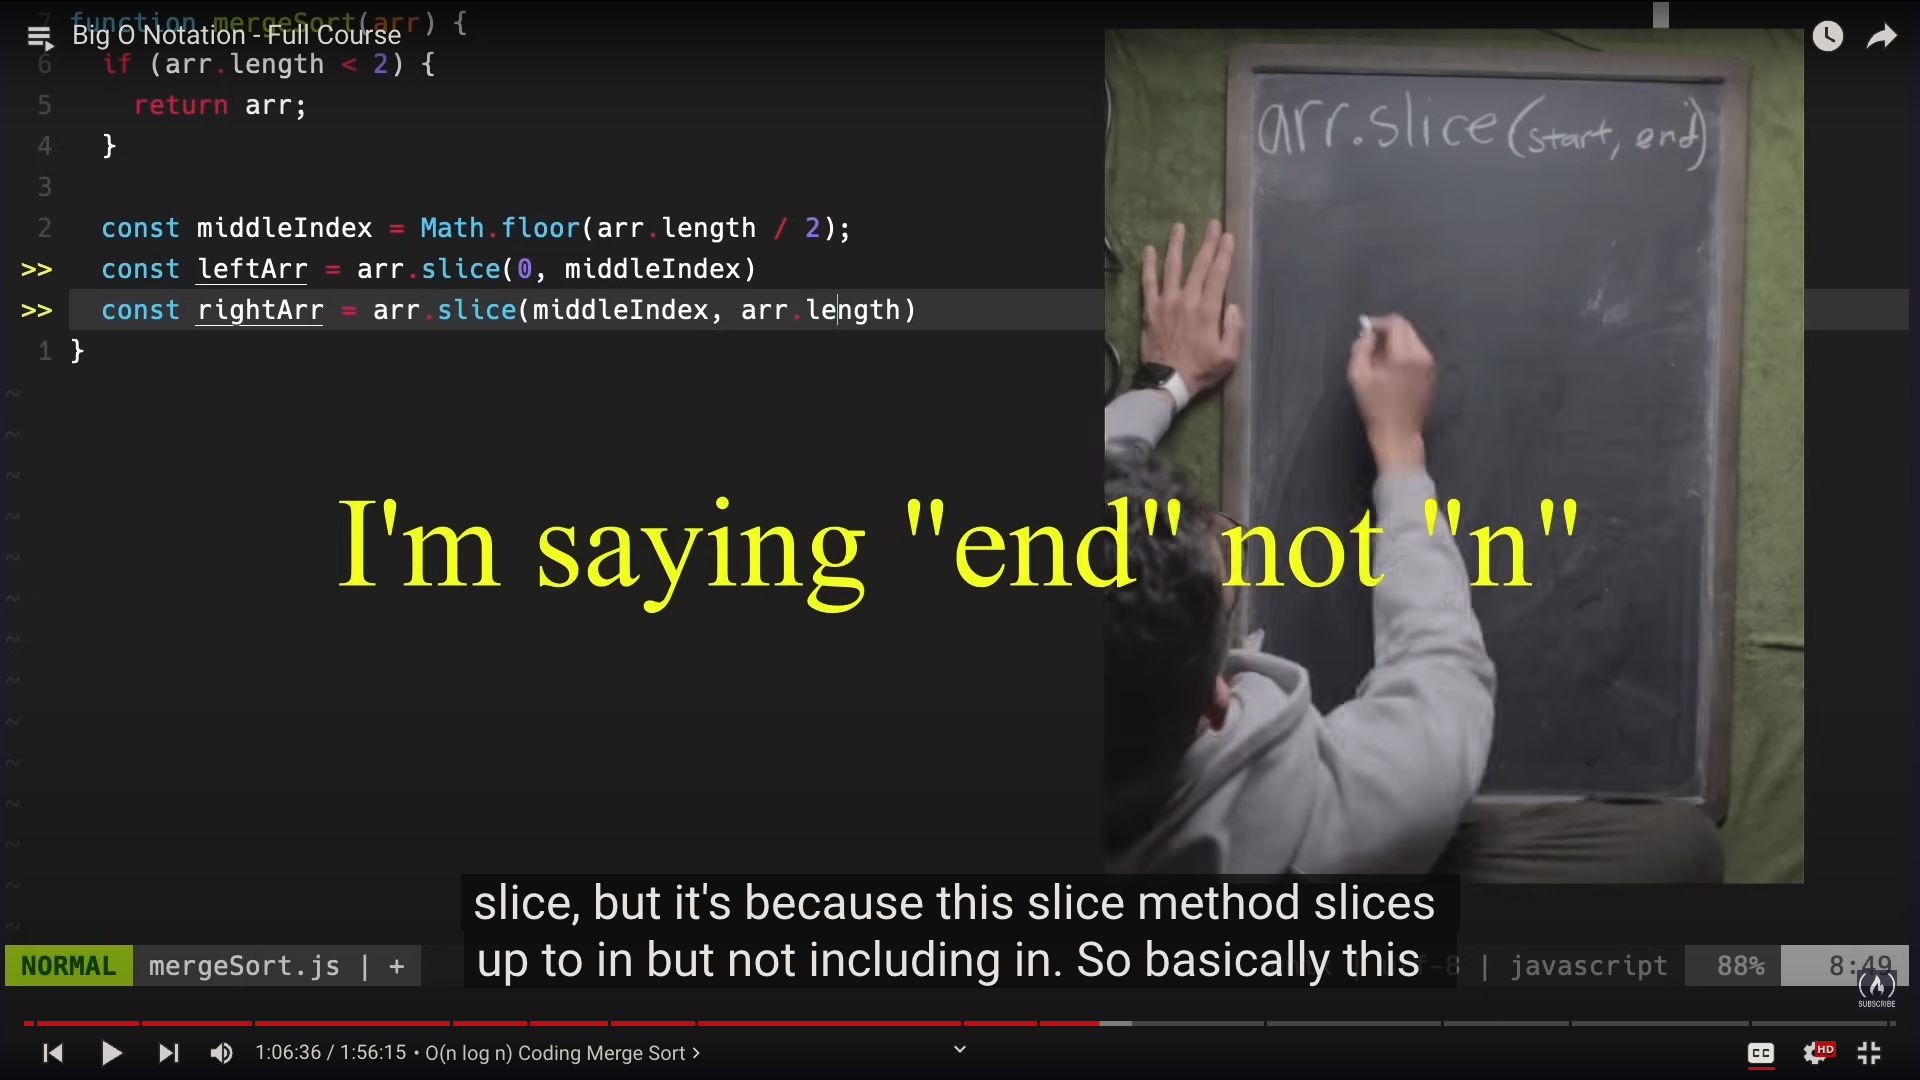 Big O Notation - Full Course
7 function mergeSort(arr) {
6 if (arr.length < 2) {
5 return arr;
4 }
3
2 const middleIndex = Math.floor(arr.length / 2);
>> const leftArr = arr.slice(0, middleIndex)
>> const rightArr = arr.slice(middleIndex, arr.length)
1 }
~
~
~
~
~
~
~
~
~
~
~
~
~
~
arr.slice(start, end)
I'm saying "end" not "n"
slice, but it's because this slice method slices
up to in but not including in. So basically this
NORMAL mergeSort.js | + f-8 | javascript 88% 8:49
SUBSCRIBE
1:06:36 / 1:56:15 • O(n log n) Coding Merge Sort >
CC HD